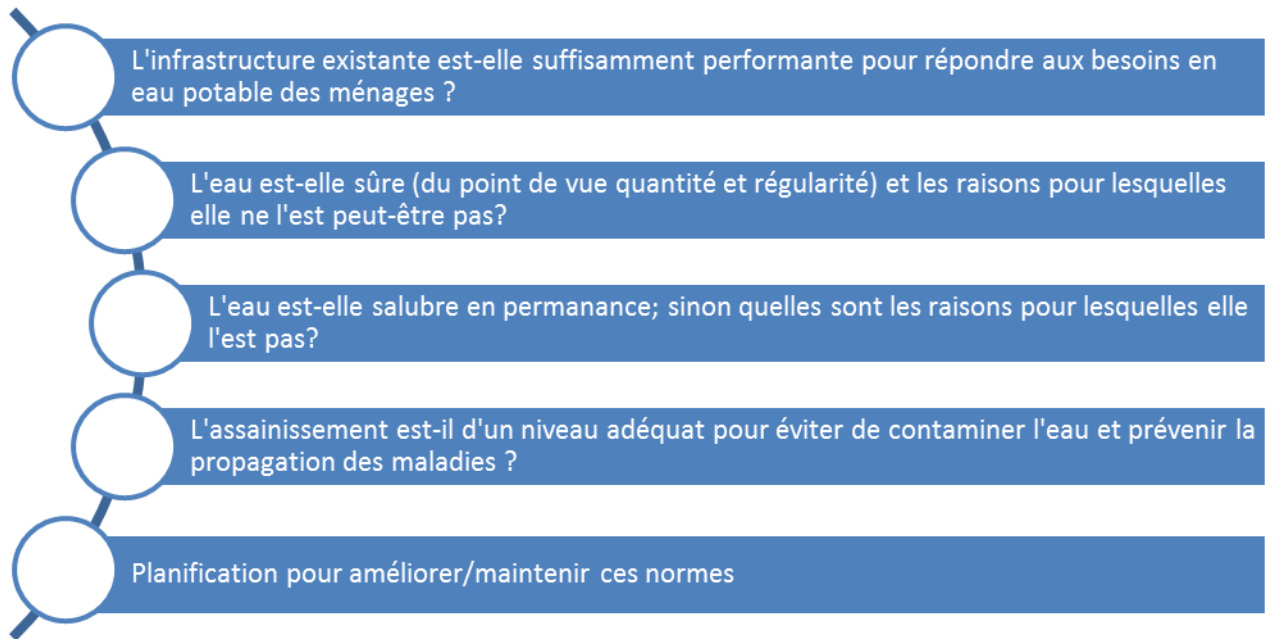 L'infrastructure existante est-elle suffisamment performante pour répondre aux besoins en
eau potable des ménages ?
L'eau est-elle sûre (du point de vue quantité et régularité) et les raisons pour lesquelles
elle ne l'est peut-être pas?
L'eau est-elle salubre en permanance; sinon quelles sont les raisons pour lesquelles elle
l'est pas?
L'assainissement est-il d'un niveau adéquat pour éviter de contaminer l'eau et prévenir la
propagation des maladies ?
Planification pour améliorer/maintenir ces normes